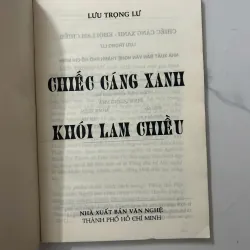 LƯU TRỌNG LƯ
CHIẾC CÁNG XANH
KHÓI LAM CHIỀU
NHÀ XUẤT BẢN VĂN NGHỆ
THÀNH PHỐ HỒ CHÍ MINH